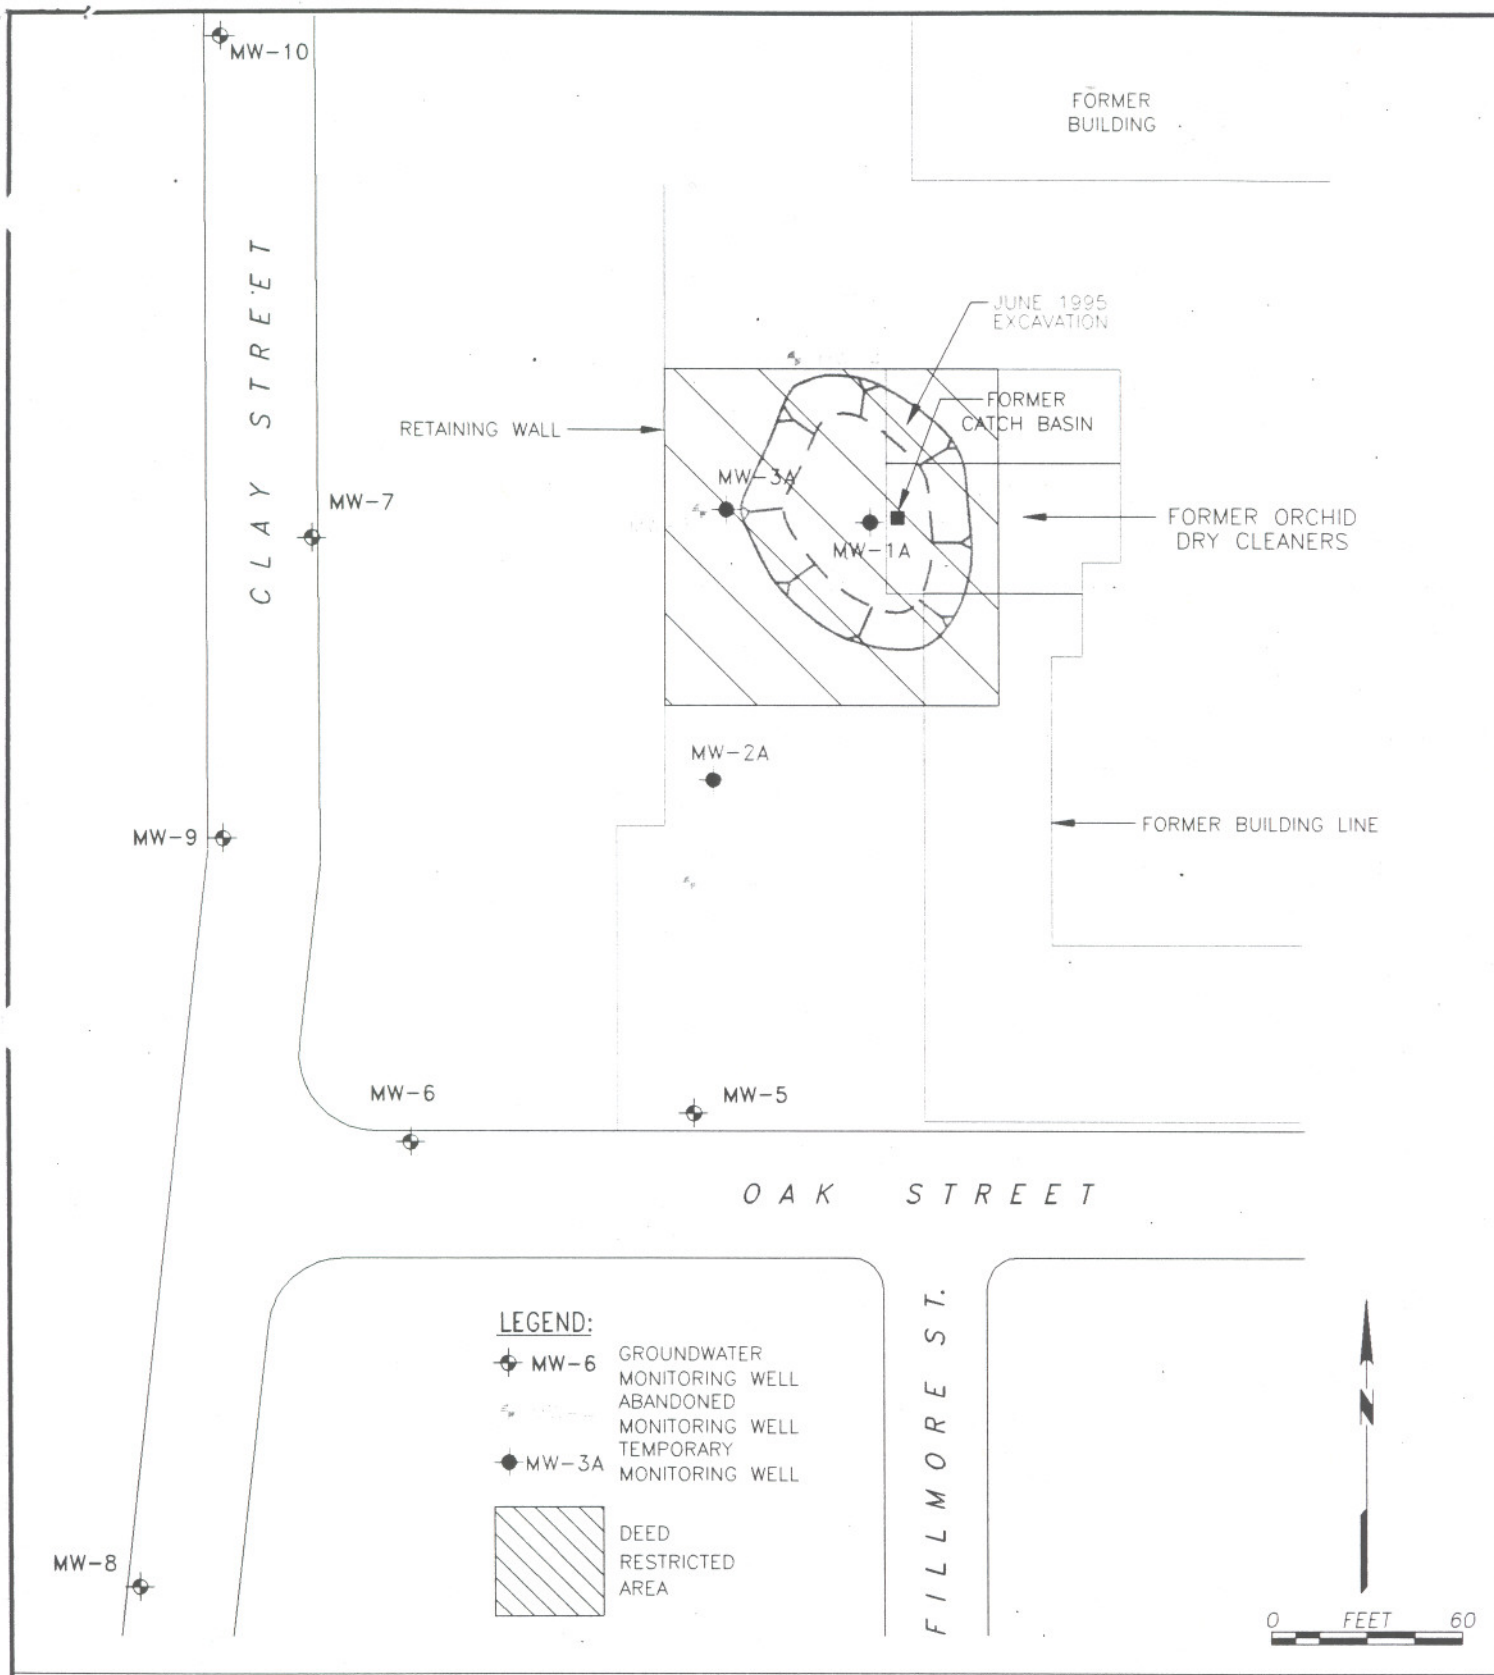 MW-10
FORMER
BUILDING
CLAY STREET
JUNE 1995
EXCAVATION
FORMER
CATCH BASIN
RETAINING WALL
MW-3A
MW-7
MW-1A
FORMER ORCHID
DRY CLEANERS
MW-2A
MW-9
FORMER BUILDING LINE
MW-6
MW-5
OAK STREET
FILLMORE ST.
LEGEND:
MW-6 GROUNDWATER
MONITORING WELL
ABANDONED
MONITORING WELL
MW-3A TEMPORARY
MONITORING WELL
DEED
RESTRICTED
AREA
MW-8
N
0 FEET 60